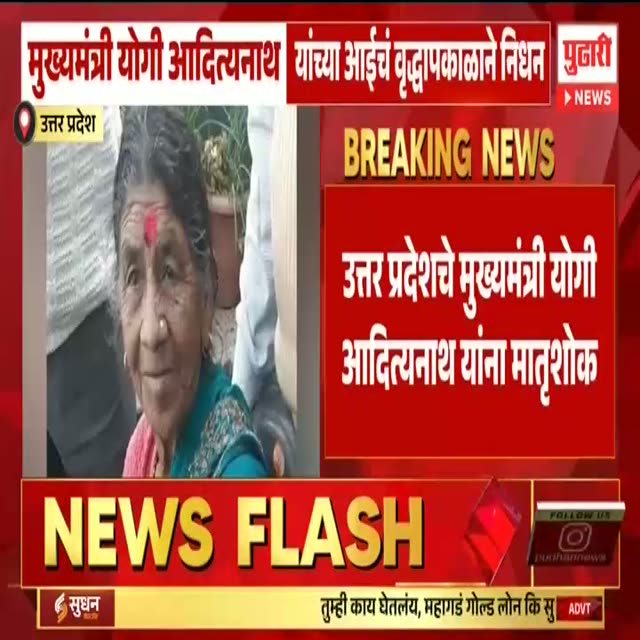 मुख्यमंत्री योगी आदित्यनाथ यांच्या आईचं वृद्धापकाळाने निधन
पुढारी
NEWS
उत्तर प्रदेश
BREAKING NEWS
उत्तर प्रदेशचे मुख्यमंत्री योगी
आदित्यनाथ यांना मातृशोक
NEWS FLASH
FOLLOW US
pudharinews
सुधन
तुम्ही काय घेतलंय, महागडं गोल्ड लोन कि सु
ADVT